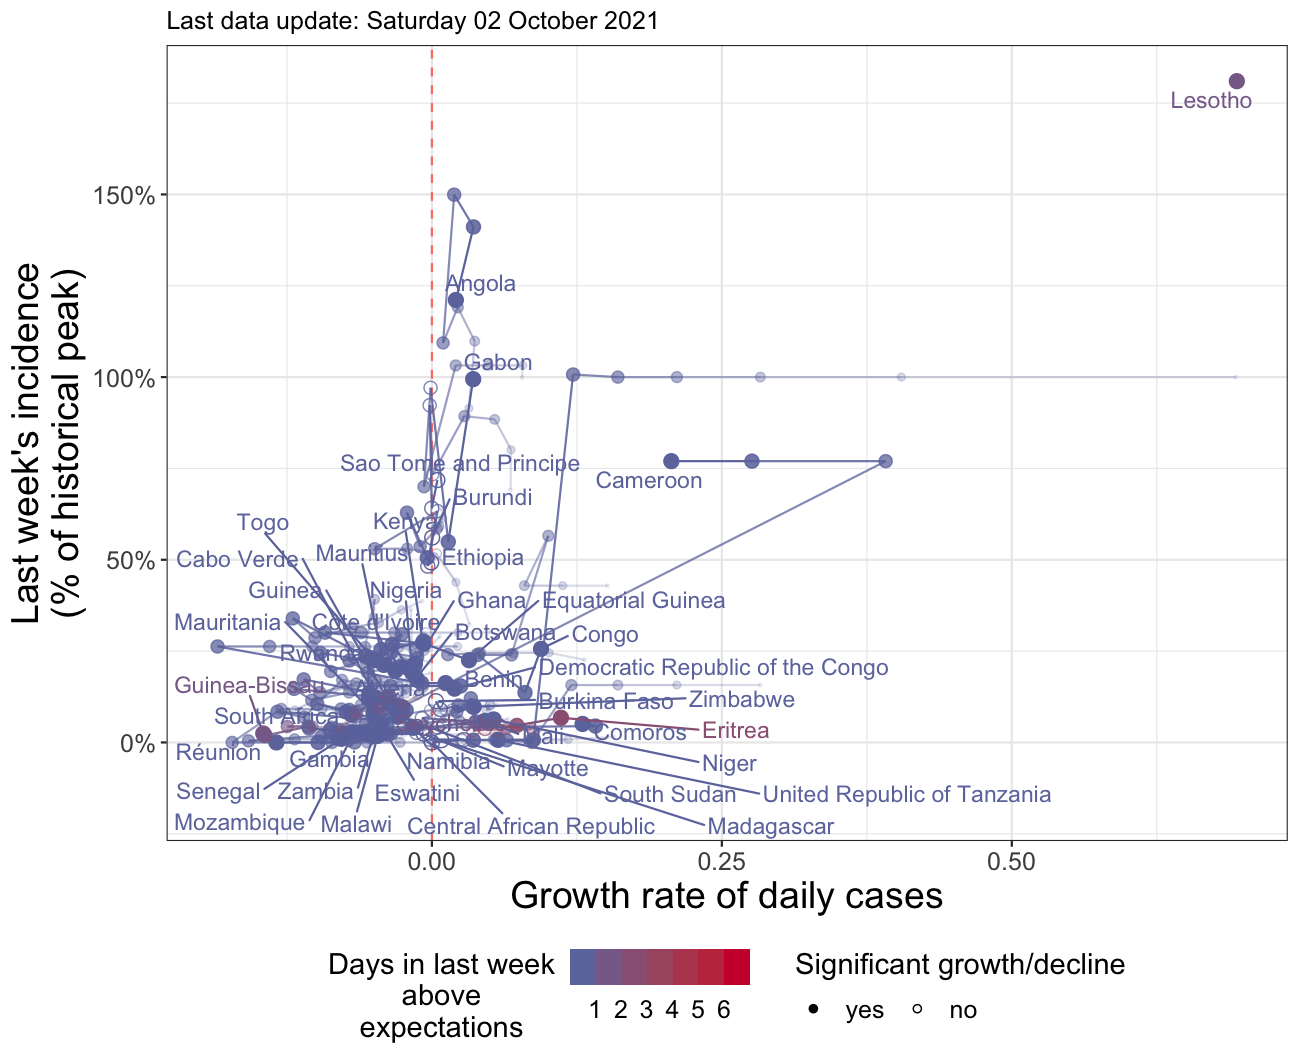 Last data update: Saturday 02 October 2021
Last week's incidence
(% of historical peak)
150%
100%
50%
0%
Lesotho
Angola
Gabon
Sao Tome and Principe
Cameroon
Burundi
Togo
Kenya
Cabo Verde
Mauritius
Ethiopia
Guinea
Nigeria
Ghana
Equatorial Guinea
Mauritania
Cote d'Ivoire
Botswana
Congo
Rwanda
Democratic Republic of the Congo
Guinea-Bissau
Benin
Burkina Faso
Zimbabwe
South Africa
Comoros
Eritrea
Réunion
Gambia
Namibia
Mayotte
Niger
Senegal
Zambia
Eswatini
South Sudan
United Republic of Tanzania
Mozambique
Malawi
Central African Republic
Madagascar
0.00
0.25
0.50
Growth rate of daily cases
Days in last week
above
expectations
1 2 3 4 5 6
Significant growth/decline
yes
no